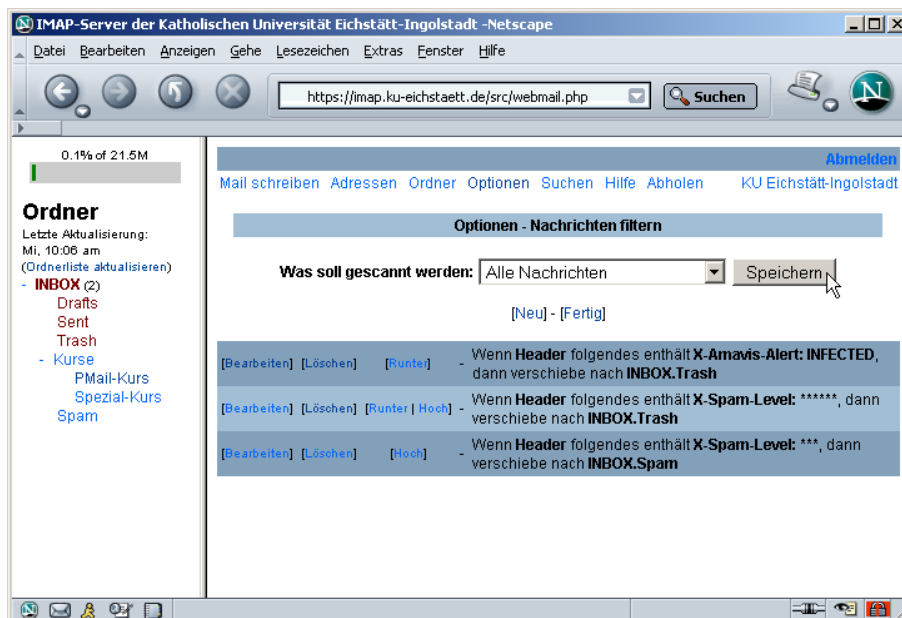 IMAP-Server der Katholischen Universität Eichstätt-Ingolstadt -Netscape
Datei Bearbeiten Anzeigen Gehe Lesezeichen Extras Fenster Hilfe
https://imap.ku-eichstaett.de/src/webmail.php Suchen N
0.1% of 21.5M
Ordner
Letzte Aktualisierung:
Mi, 10:06 am
(Ordnerliste aktualisieren)
- INBOX (2)
Drafts
Sent
Trash
- Kurse
PMail-Kurs
Spezial-Kurs
Spam
Abmelden
Mail schreiben Adressen Ordner Optionen Suchen Hilfe Abholen KU Eichstätt-Ingolstadt
Optionen - Nachrichten filtern
Was soll gescannt werden: Alle Nachrichten Speichern
[Neu] - [Fertig]
[Bearbeiten] [Löschen] [Runter] - Wenn Header folgendes enthält X-Amavis-Alert: INFECTED,
dann verschiebe nach INBOX.Trash
[Bearbeiten] [Löschen] [Runter | Hoch] - Wenn Header folgendes enthält X-Spam-Level: ******, dann
verschiebe nach INBOX.Trash
[Bearbeiten] [Löschen] [Hoch] - Wenn Header folgendes enthält X-Spam-Level: ***, dann
verschiebe nach INBOX.Spam